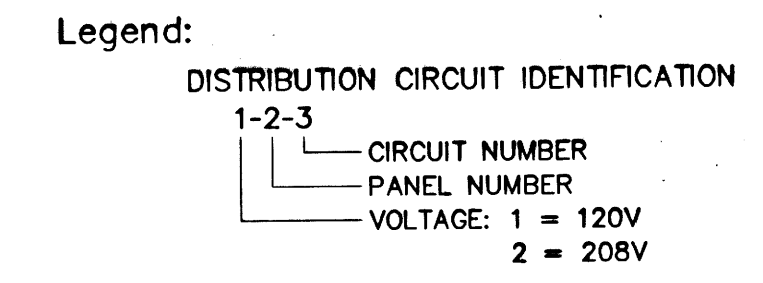 Legend:
DISTRIBUTION CIRCUIT IDENTIFICATION
1-2-3
CIRCUIT NUMBER
PANEL NUMBER
VOLTAGE: 1 = 120V
2 = 208V